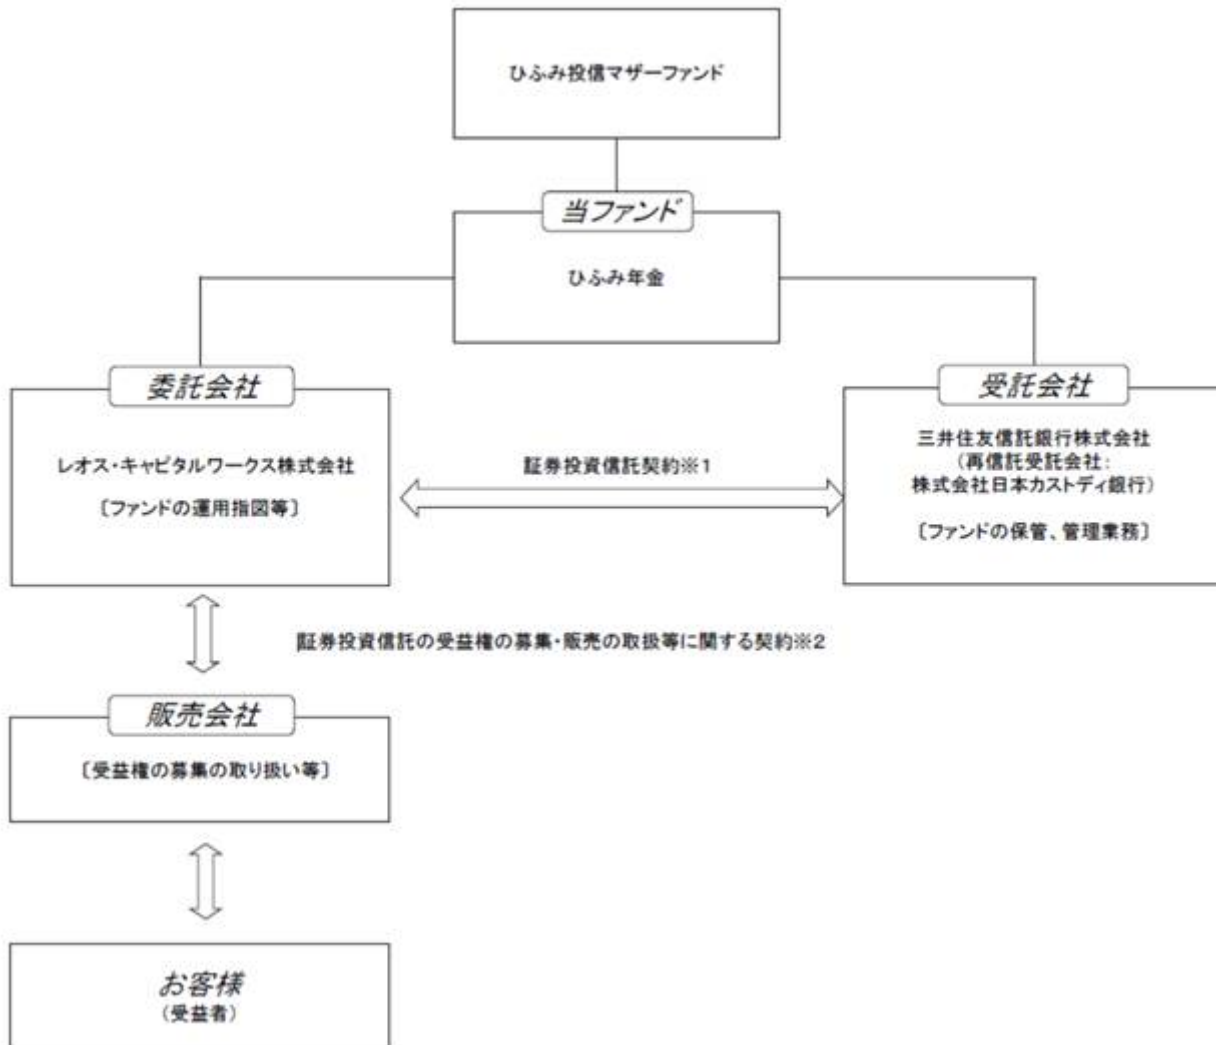 ひふみ投信マザーファンド
当ファンド
ひふみ年金
委託会社
レオス・キャピタルワークス株式会社
〔ファンドの運用指図等〕
証券投資信託契約※1
受託会社
三井住友信託銀行株式会社
(再信託受託会社:
株式会社日本カストディ銀行)
〔ファンドの保管、管理業務〕
証券投資信託の受益権の募集・販売の取扱等に関する契約※2
販売会社
〔受益権の募集の取り扱い等〕
お客様
(受益者)